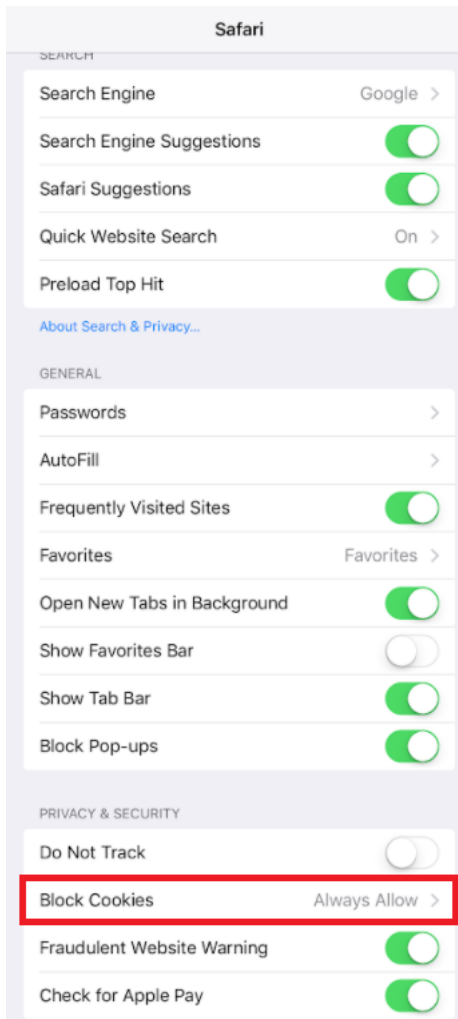 Safari
SEARCH
Search Engine Google >
Search Engine Suggestions
Safari Suggestions
Quick Website Search On >
Preload Top Hit
About Search & Privacy...
GENERAL
Passwords >
AutoFill >
Frequently Visited Sites
Favorites Favorites >
Open New Tabs in Background
Show Favorites Bar
Show Tab Bar
Block Pop-ups
PRIVACY & SECURITY
Do Not Track
Block Cookies Always Allow >
Fraudulent Website Warning
Check for Apple Pay